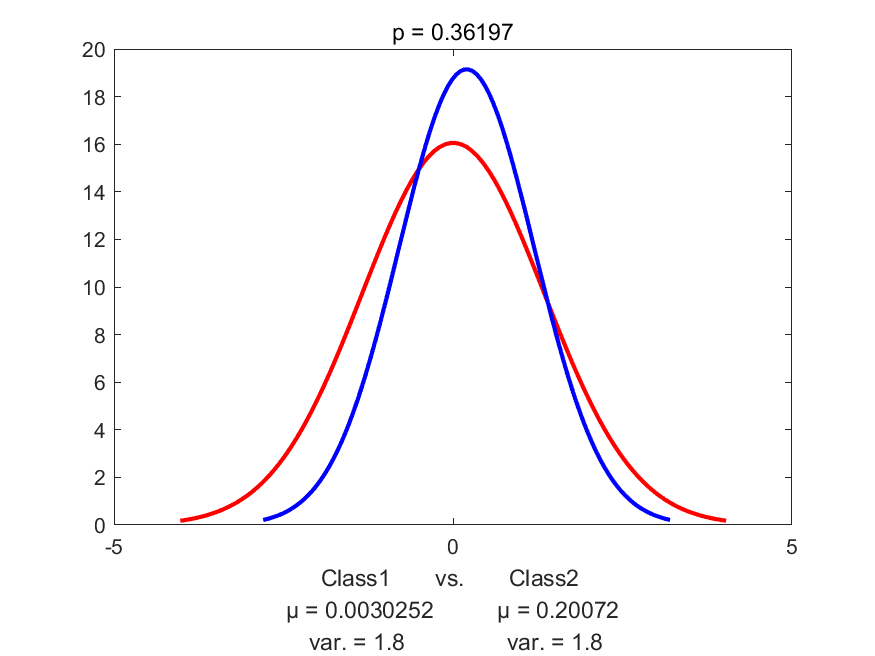 p = 0.36197
20
18
16
14
12
10
8
6
4
2
0
-5 0 5
Class1 vs. Class2
μ = 0.0030252 μ = 0.20072
var. = 1.8 var. = 1.8